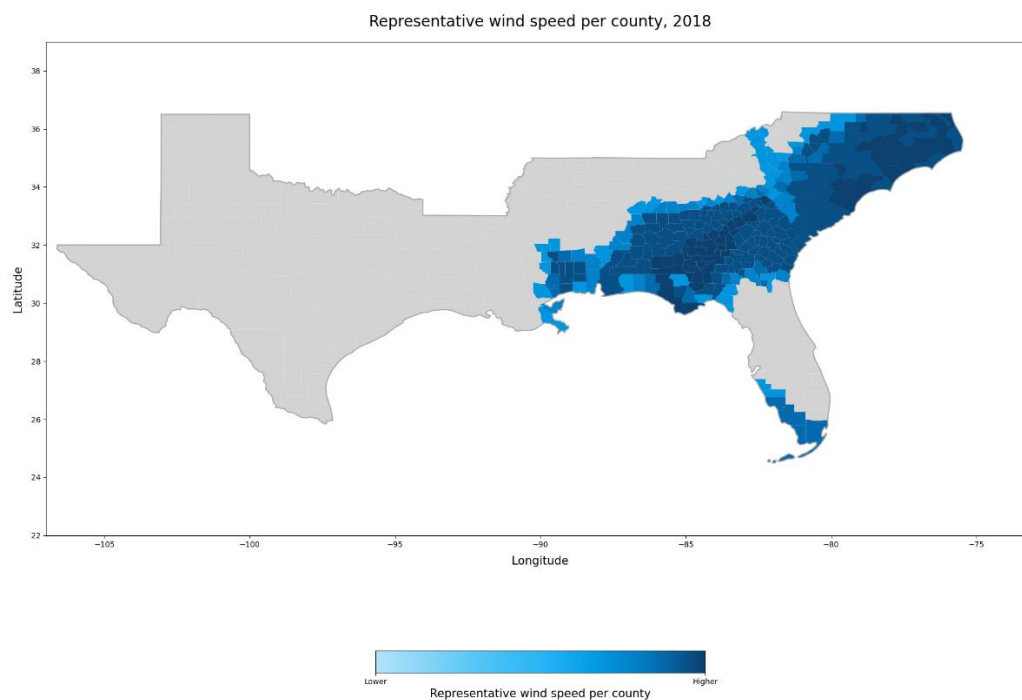 Representative wind speed per county, 2018
38
36
34
32
30
28
26
24
22
Latitude
−105
−100
−95
−90
−85
−80
−75
Longitude
Lower
Higher
Representative wind speed per county